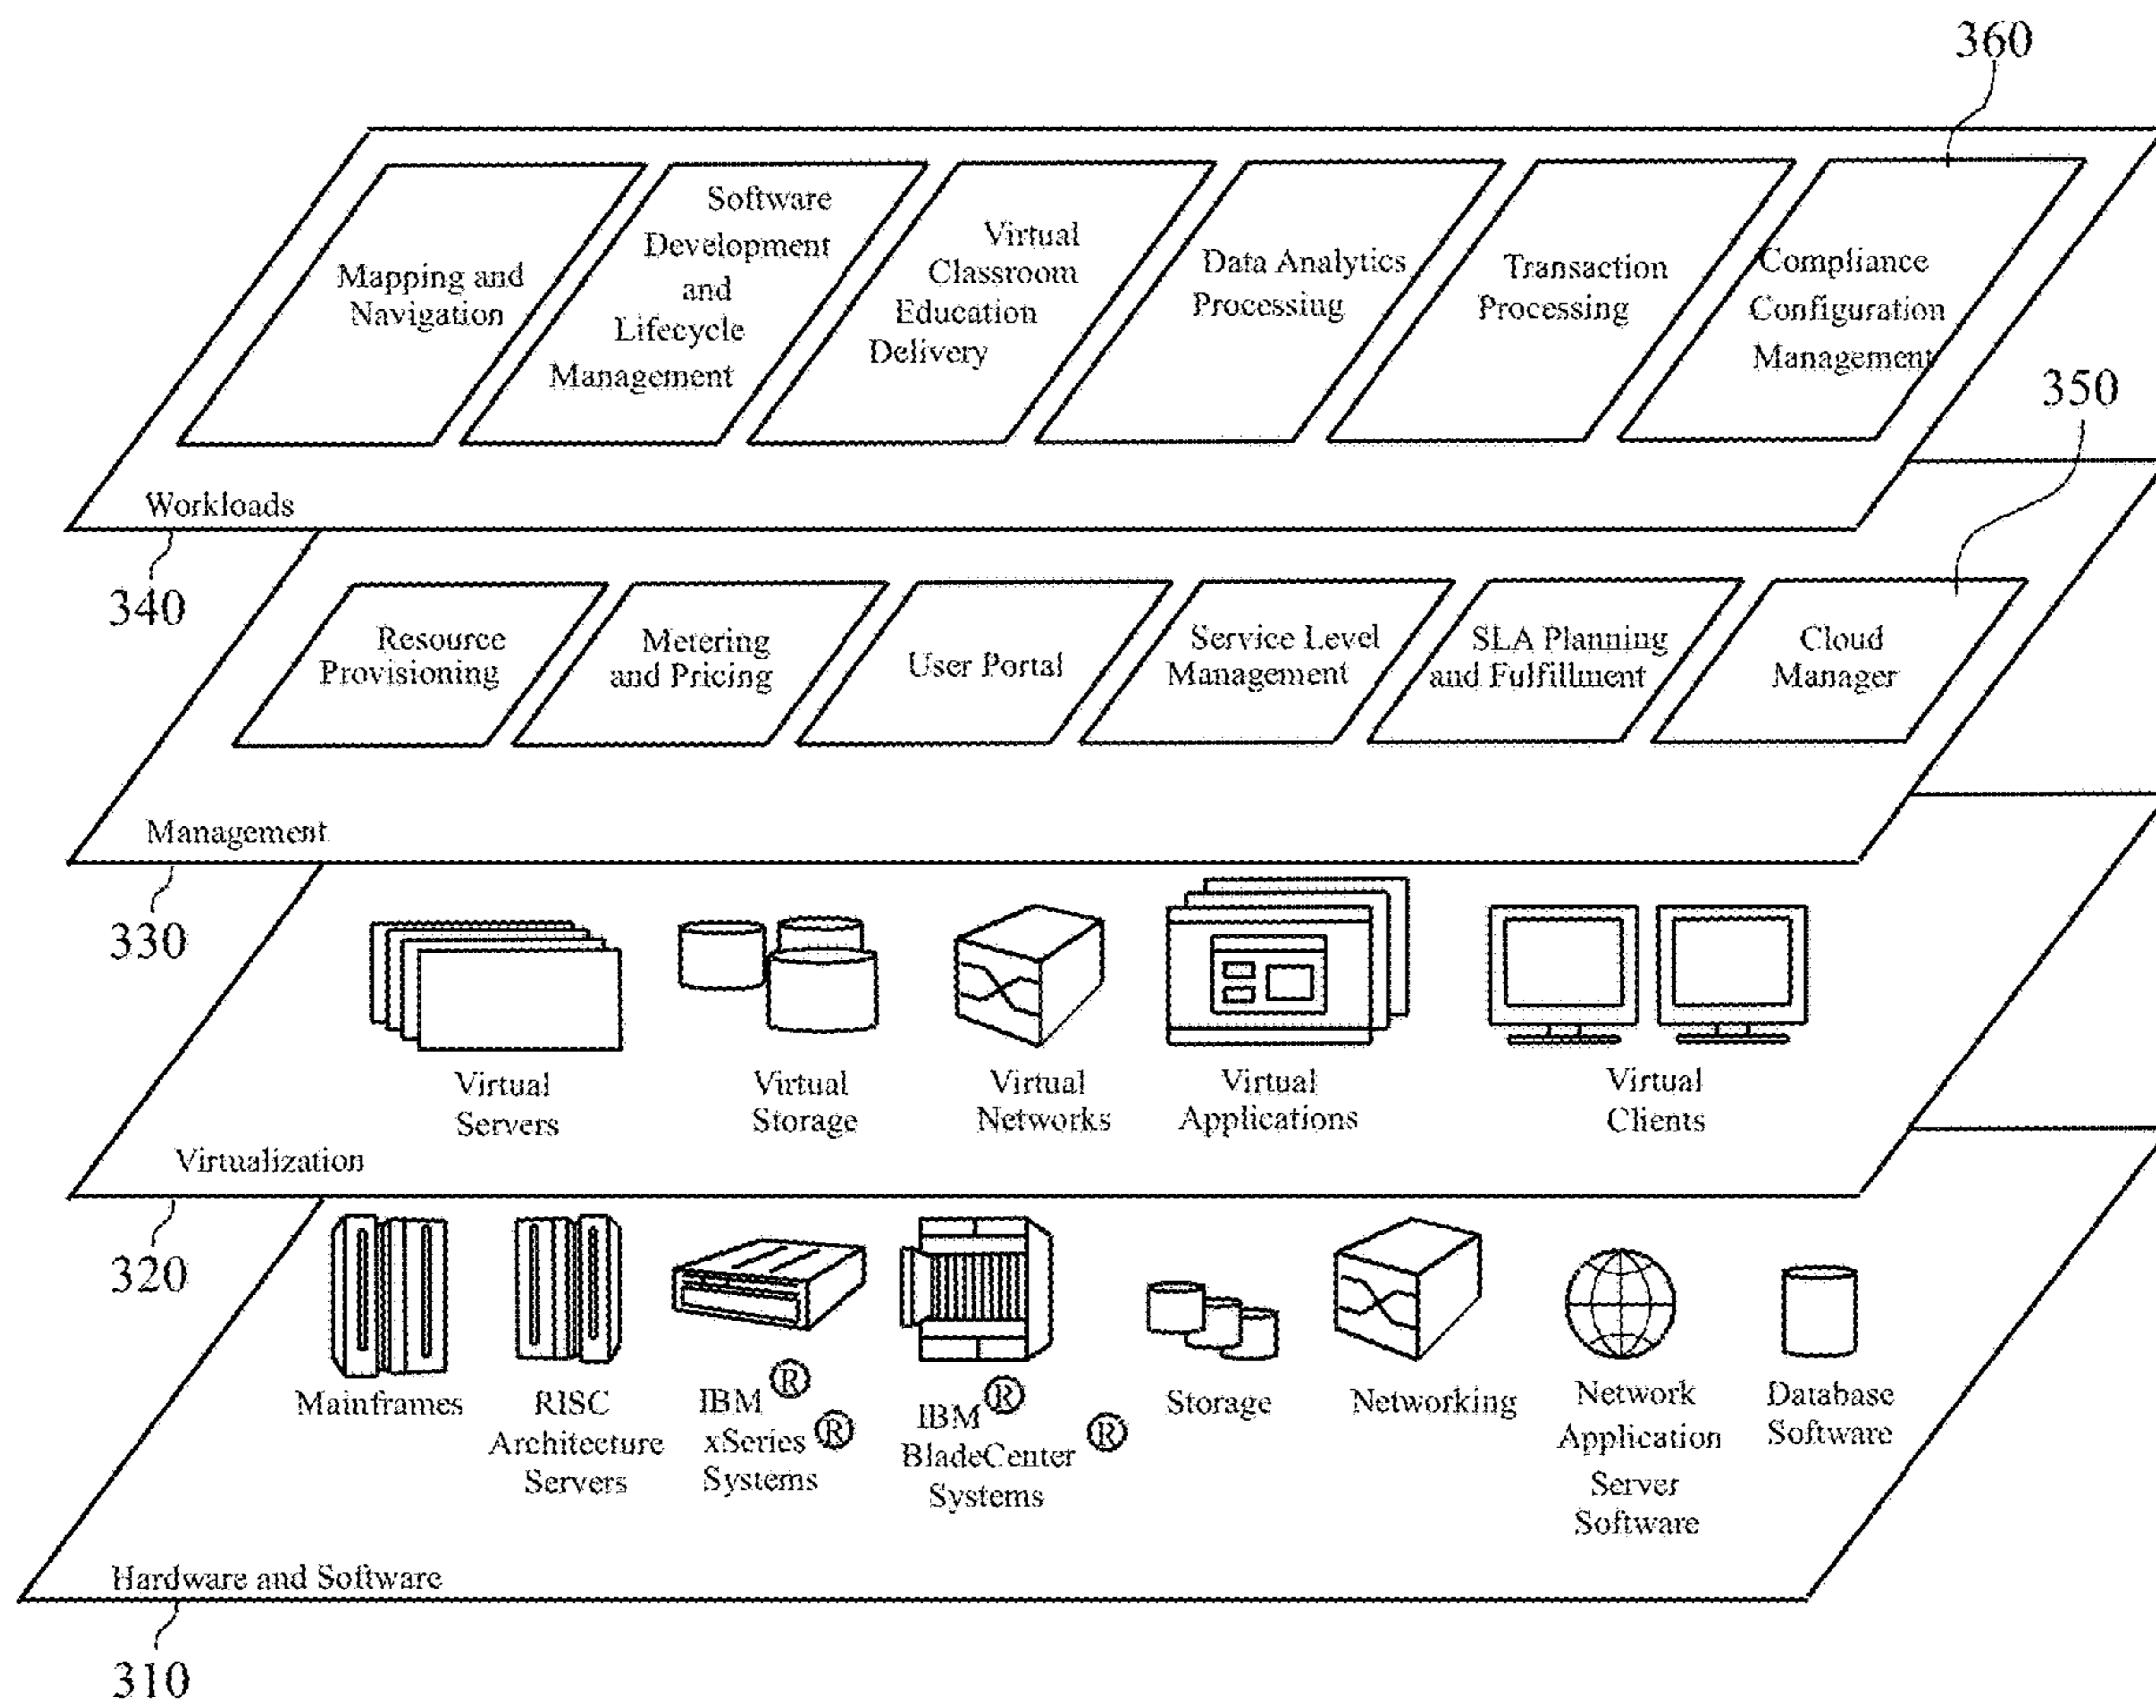 360
Mapping and
Navigation
Software
Development
and
Lifecycle
Management
Virtual
Classroom
Education
Delivery
Data Analytics
Processing
Transaction
Processing
Compliance
Configuration
Management
Workloads
340
350
Resource
Provisioning
Metering
and Pricing
User Portal
Service Level
Management
SLA Planning
and Fulfillment
Cloud
Manager
Management
330
Virtual
Servers
Virtual
Storage
Virtual
Networks
Virtual
Applications
Virtual
Clients
Virtualization
320
Mainframes
RISC
Architecture
Servers
IBM ®
xSeries ®
Systems
IBM ®
BladeCenter ®
Systems
Storage
Networking
Network
Application
Server
Software
Database
Software
Hardware and Software
310